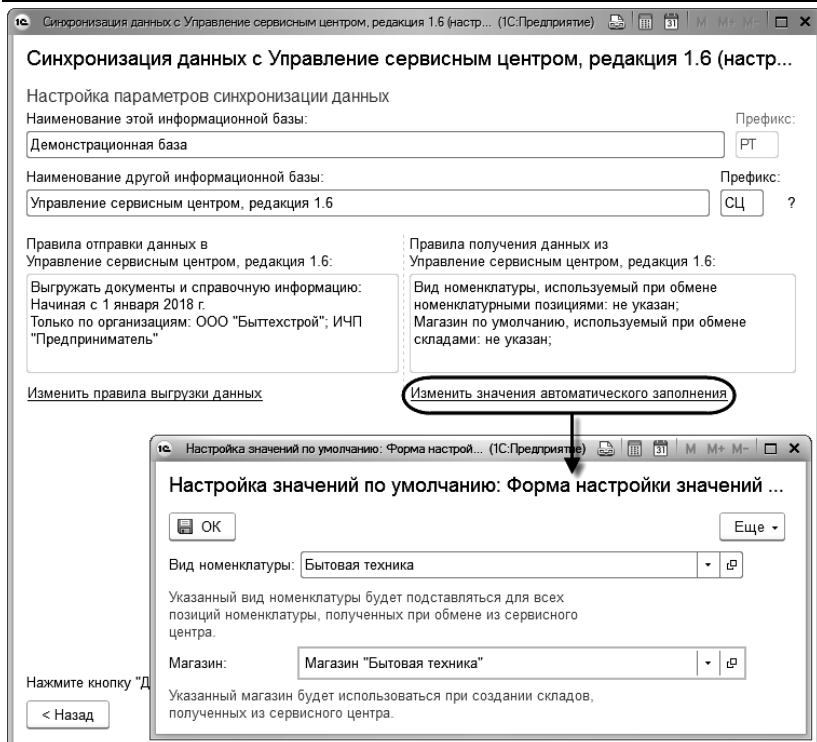 Синхронизация данных с Управление сервисным центром, редакция 1.6 (настр... (1С:Предприятие) 31 M M+ M-
Синхронизация данных с Управление сервисным центром, редакция 1.6 (настр...
Настройка параметров синхронизации данных
Наименование этой информационной базы: Префикс:
Демонстрационная база РТ
Наименование другой информационной базы: Префикс:
Управление сервисным центром, редакция 1.6 СЦ ?
Правила отправки данных в
Управление сервисным центром, редакция 1.6:
Выгружать документы и справочную информацию:
Начиная с 1 января 2018 г.
Только по организациям: ООО "Быттехстрой"; ИЧП
"Предприниматель"
Изменить правила выгрузки данных
Правила получения данных из
Управление сервисным центром, редакция 1.6:
Вид номенклатуры, используемый при обмене
номенклатурными позициями: не указан;
Магазин по умолчанию, используемый при обмене
складами: не указан;
Изменить значения автоматического заполнения
Настройка значений по умолчанию: Форма настрой... (1С:Предприятие) 31 M M+ M-
Настройка значений по умолчанию: Форма настройки значений ...
ОК Еще
Вид номенклатуры: Бытовая техника
Указанный вид номенклатуры будет подставляться для всех
позиций номенклатуры, полученных при обмене из сервисного
центра.
Магазин: Магазин "Бытовая техника"
Указанный магазин будет использоваться при создании складов,
полученных из сервисного центра.
Нажмите кнопку "Д
< Назад